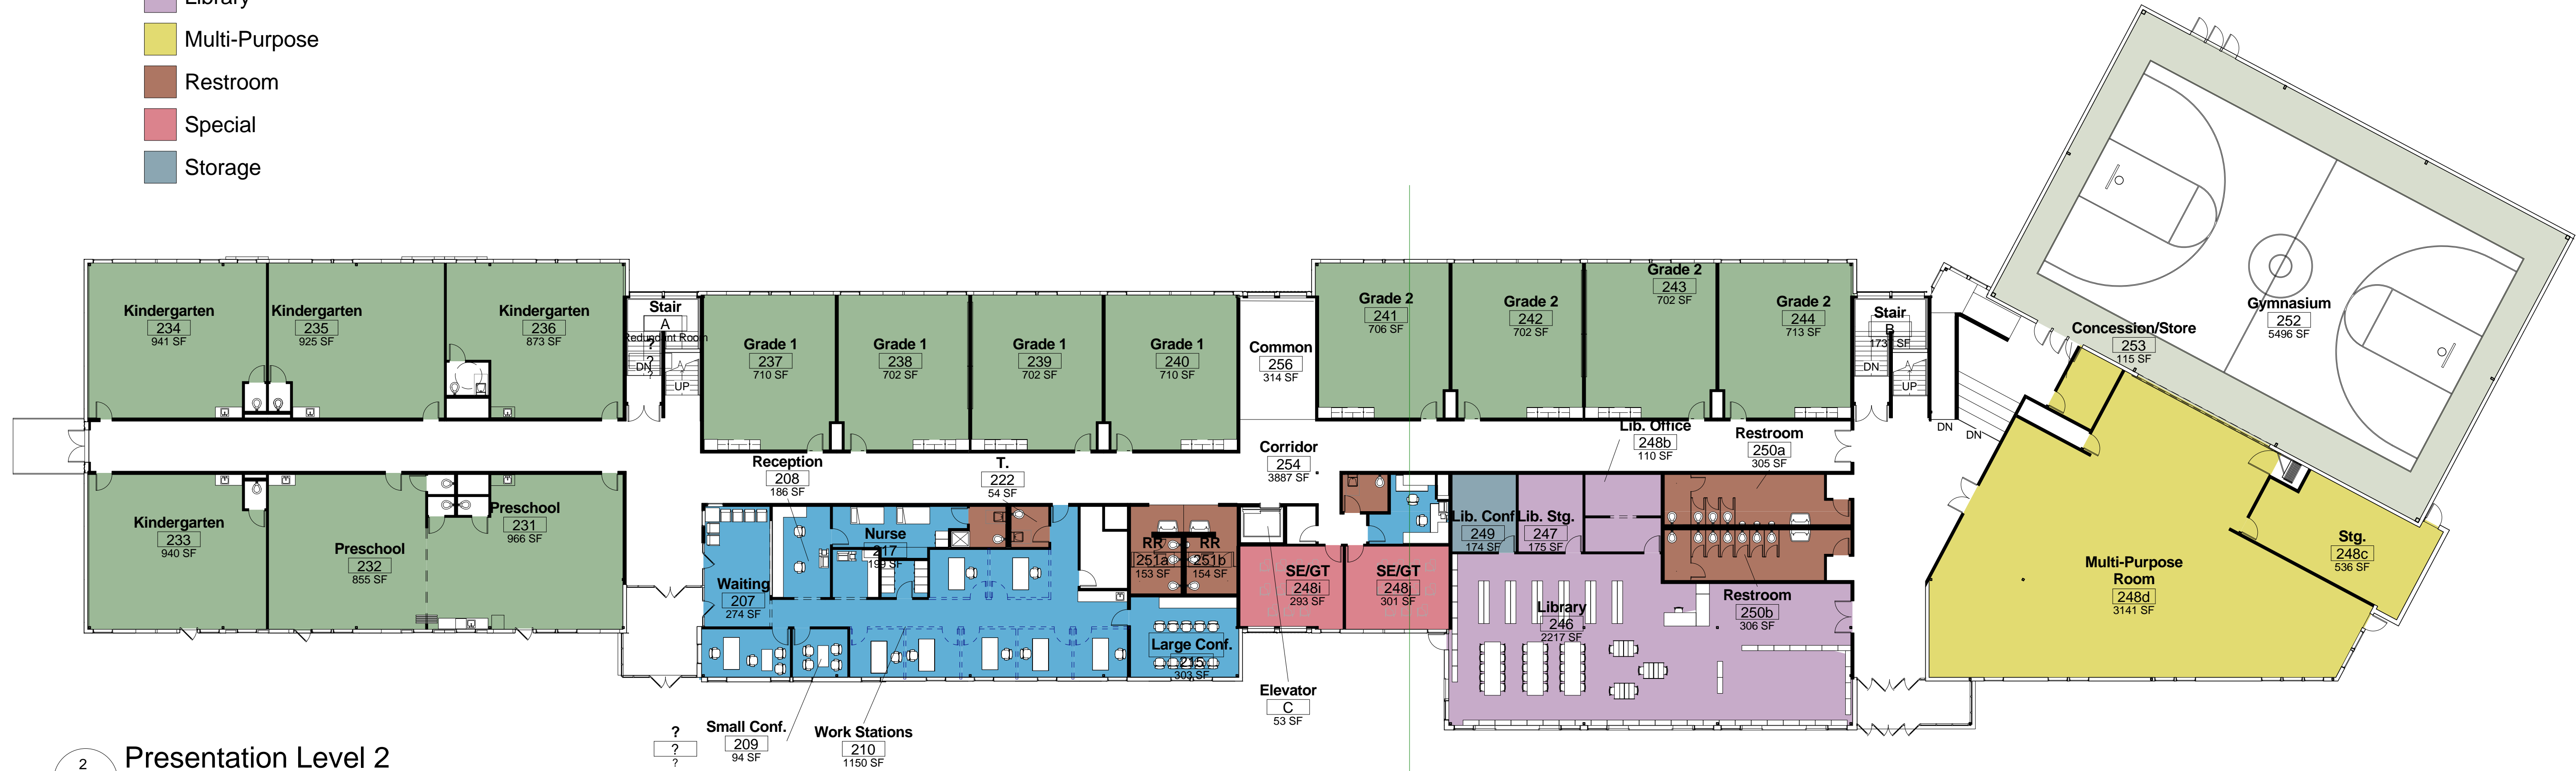 Library
Multi-Purpose
Restroom
Special
Storage
Kindergarten
234
941 SF
Kindergarten
235
925 SF
Kindergarten
236
873 SF
Stair
A
Redundant Room
?
?
?
DN
UP
Grade 1
237
710 SF
Grade 1
238
702 SF
Grade 1
239
702 SF
Grade 1
240
710 SF
Common
256
314 SF
Grade 2
241
706 SF
Grade 2
242
702 SF
Grade 2
243
702 SF
Grade 2
244
713 SF
Stair
B
173 SF
DN
UP
DN
DN
Concession/Store
253
115 SF
Gymnasium
252
5496 SF
Kindergarten
233
940 SF
Preschool
232
855 SF
Preschool
231
966 SF
Reception
208
186 SF
T.
222
54 SF
Corridor
254
3887 SF
Lib. Office
248b
110 SF
Restroom
250a
305 SF
Waiting
207
274 SF
Nurse
217
199 SF
RR
251a
153 SF
RR
251b
154 SF
SE/GT
248i
293 SF
SE/GT
248j
301 SF
Lib. Conf
249
174 SF
Lib. Stg.
247
175 SF
Library
246
2217 SF
Restroom
250b
306 SF
Multi-Purpose
Room
248d
3141 SF
Stg.
248c
536 SF
Large Conf.
215
303 SF
Elevator
C
53 SF
?
?
?
Small Conf.
209
94 SF
Work Stations
210
1150 SF
2
Presentation Level 2